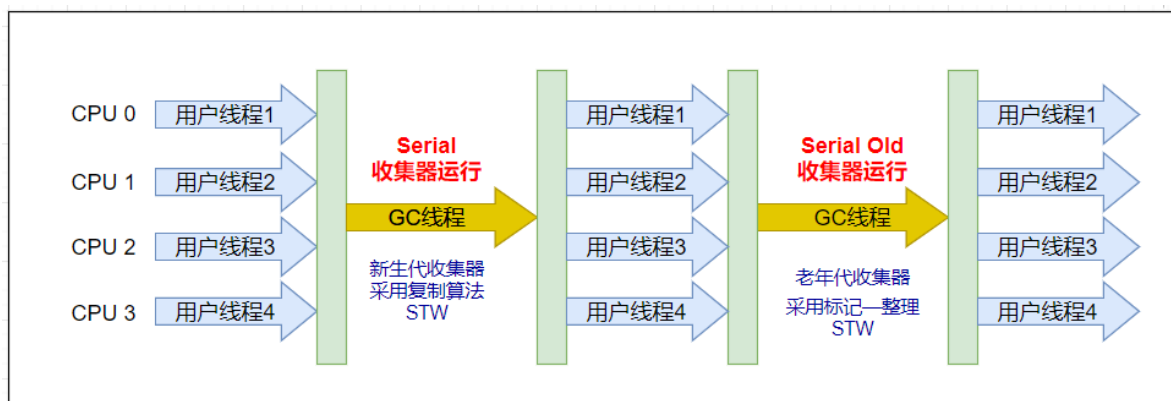 CPU 0
用户线程1
用户线程1
用户线程1
Serial
收集器运行
Serial Old
收集器运行
CPU 1
用户线程2
用户线程2
用户线程2
GC线程
GC线程
CPU 2
用户线程3
用户线程3
用户线程3
新生代收集器
采用复制算法
STW
老年代收集器
采用标记—整理
STW
CPU 3
用户线程4
用户线程4
用户线程4